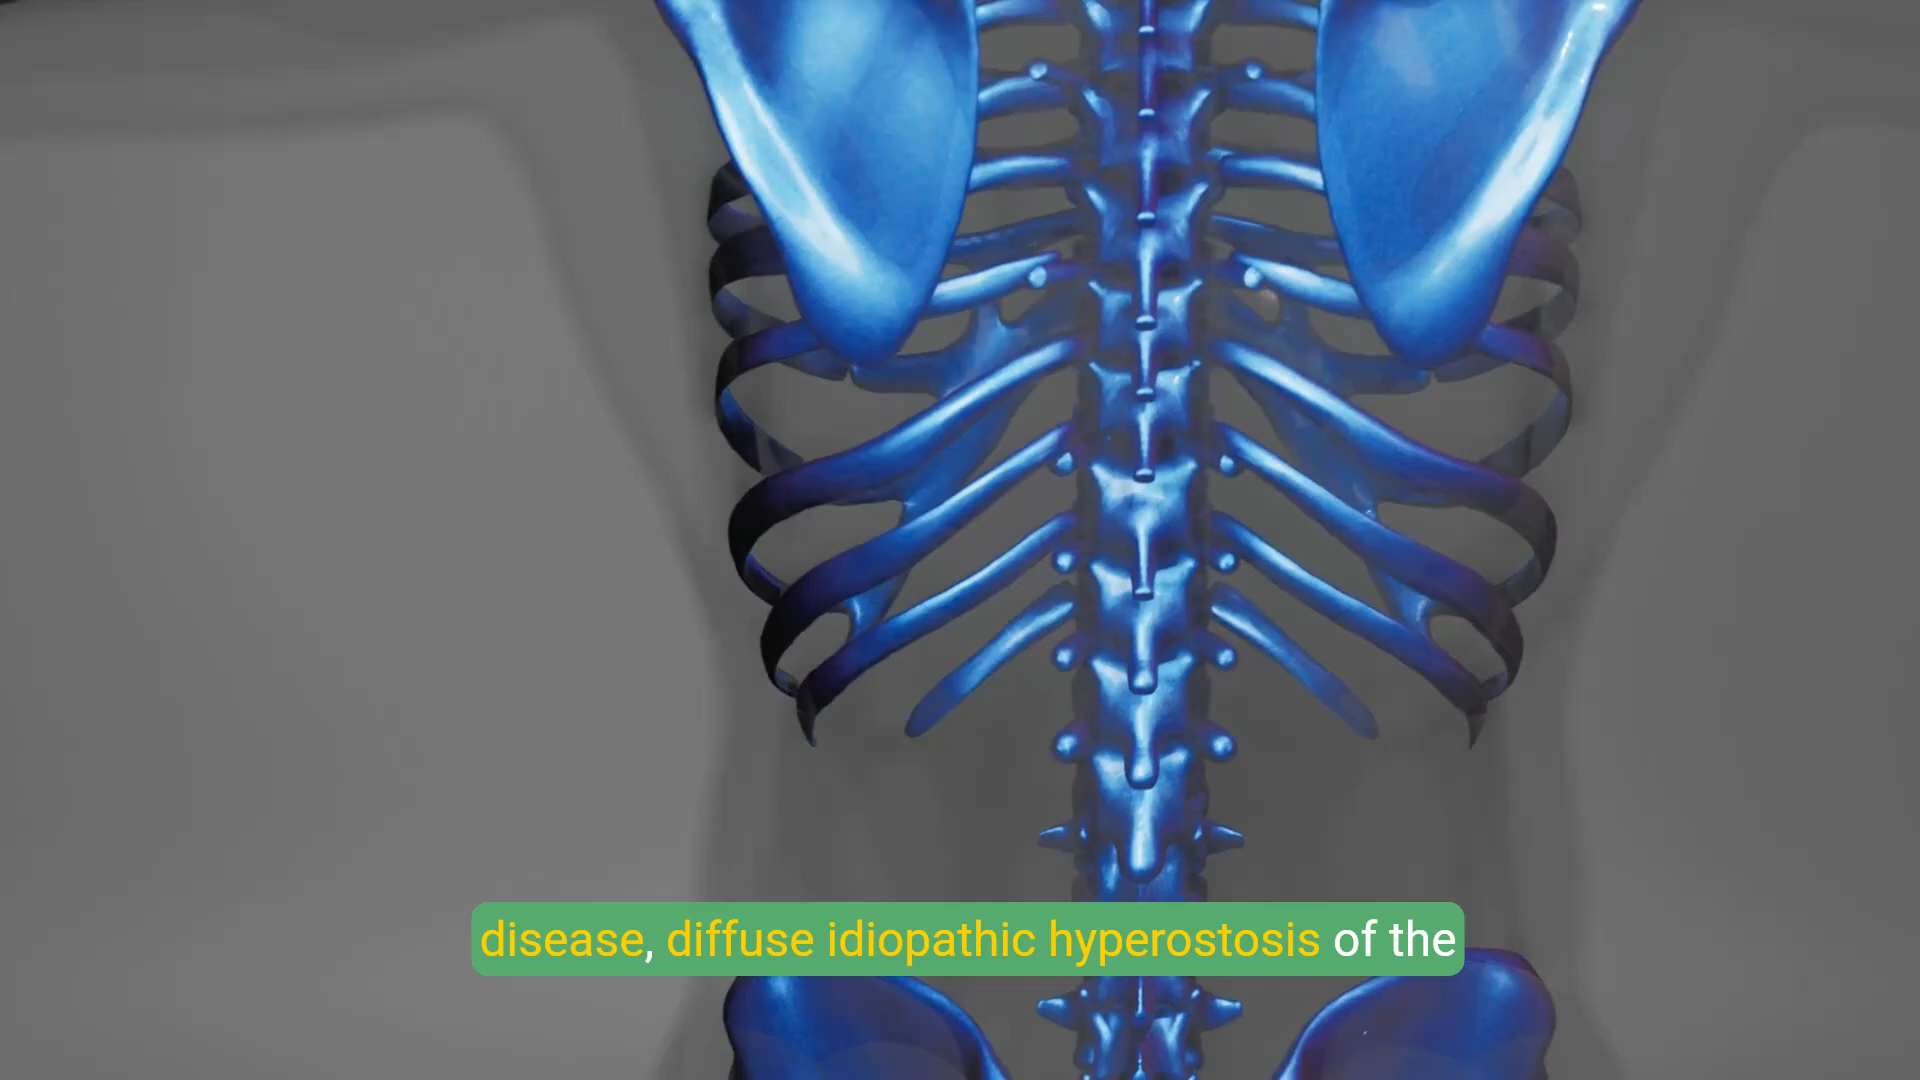 disease, diffuse idiopathic hyperostosis of the